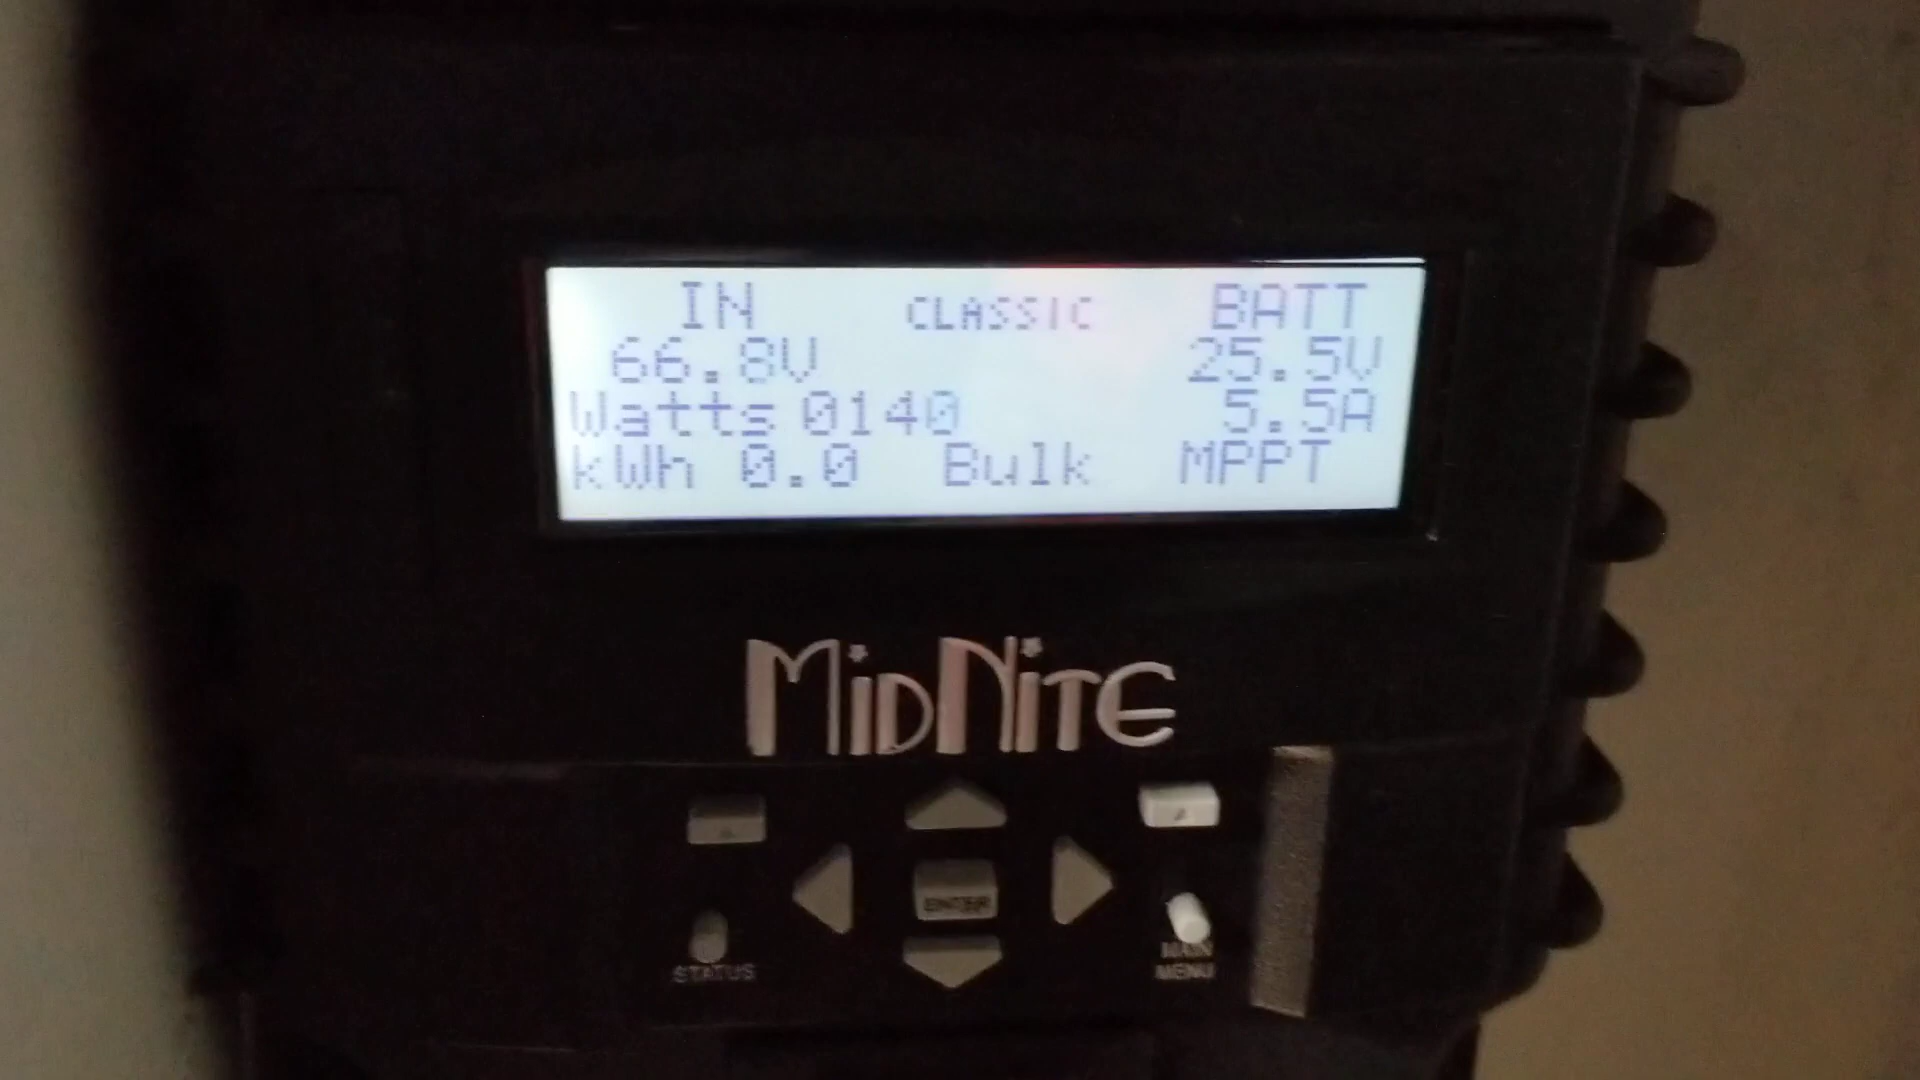 IN CLASSIC BATT
66.8V 25.5V
Watts 0140 5.5A
kWh 0.0 Bulk MPPT
MidNite
ENTER
STATUS
MAIN
MENU